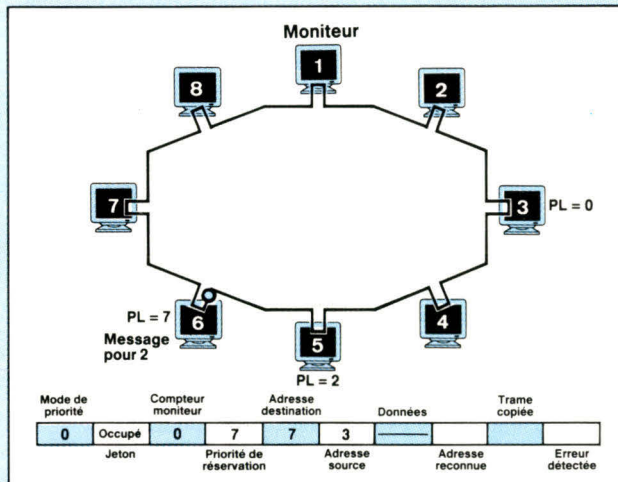 Moniteur
1
8
2
7
3 PL = 0
PL = 7
6
4
Message
pour 2
5
PL = 2
Mode de
priorité
Compteur
moniteur
Adresse
destination
Données
Trame
copiée
0 Occupé 0 7 7 3
Jeton
Priorité de
réservation
Adresse
source
Adresse
reconnue
Erreur
détectée